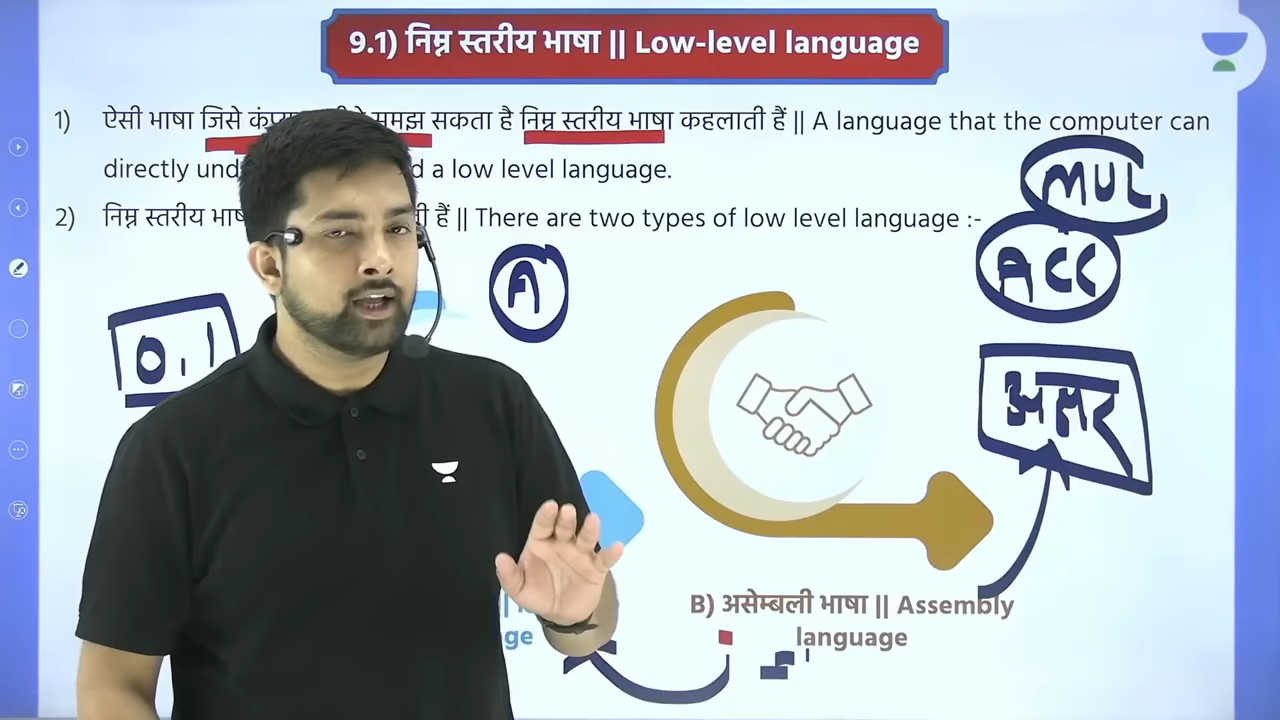 9.1) निम्न स्तरीय भाषा || Low-level language
1) ऐसी भाषा जिसे समझ सकता है निम्न स्तरीय भाषा कहलाती हैं || A language that the computer can
directly a low level language.
MUL
2) निम्न स्तरीय हैं || There are two types of low level language :-
A
ACC
0, 1
अक्षर
B) असेम्बली भाषा || Assembly
language